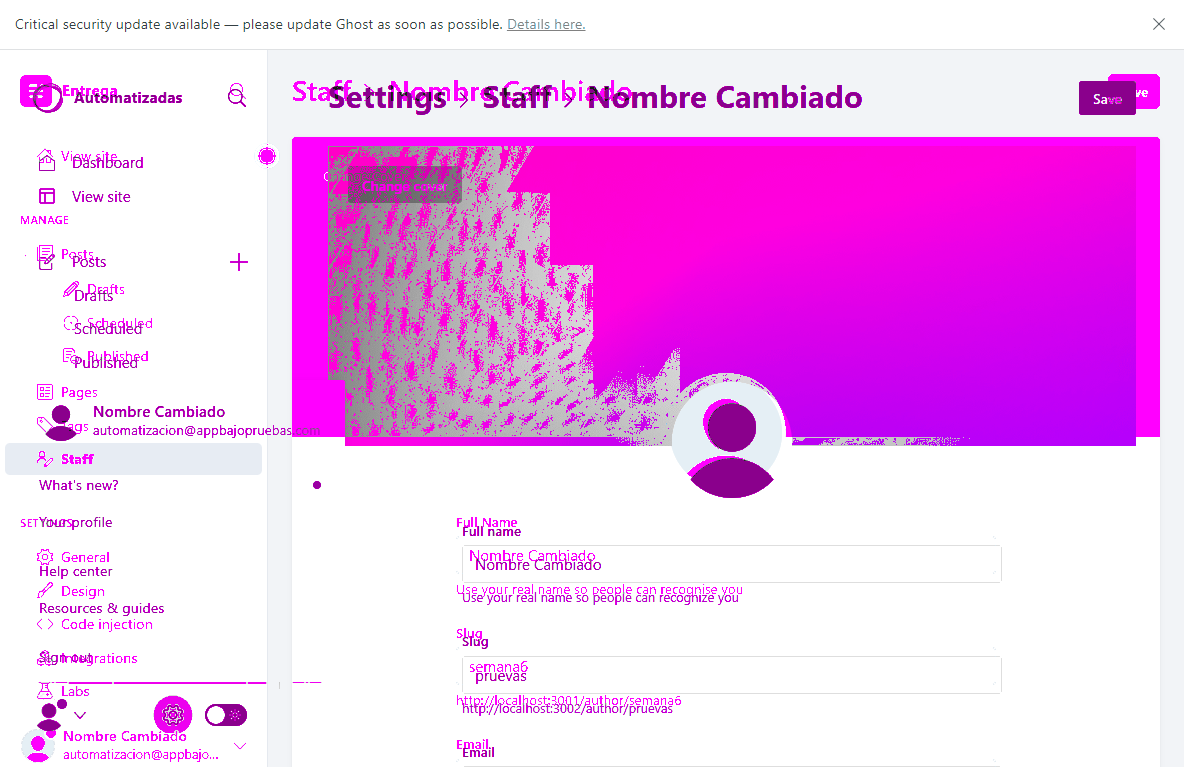 Critical security update available — please update Ghost as soon as possible. Details here.
Entrega
Automatizadas
Staff › Nombre Cambiado
Settings › Staff › Nombre Cambiado
Save
View site
Dashboard
View site
MANAGE
Posts
Posts
Drafts
Drafts
Scheduled
Scheduled
Published
Published
Pages
Nombre Cambiado
Tags
automatizacion@appbajopruebas.com
Staff
What's new?
SETTINGS
Your profile
General
Help center
Design
Resources & guides
Code injection
Sign out
Integrations
Labs
Nombre Cambiado
automatizacion@appbajo...
Change cover
Full Name
Full name
Nombre Cambiado
Nombre Cambiado
Use your real name so people can recognise you
Use your real name so people can recognize you
Slug
Slug
semana6
pruevas
http://localhost:3001/author/semana6
http://localhost:3002/author/pruevas
Email
Email